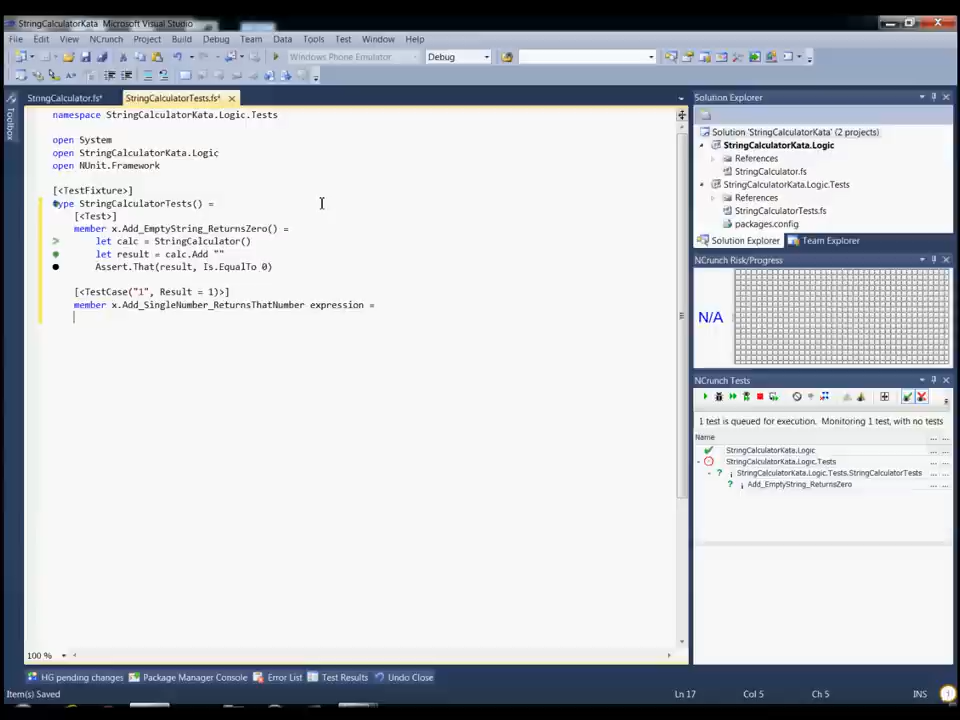 StringCalculatorKata Microsoft Visual Studio
File Edit View NCrunch Project Build Debug Team Data Tools Test Window Help
Windows Phone Emulator Debug
StringCalculator.fs* StringCalculatorTests.fs*
Toolbox
namespace StringCalculatorKata.Logic.Tests
open System
open StringCalculatorKata.Logic
open NUnit.Framework
[<TestFixture>]
type StringCalculatorTests() =
[<Test>]
member x.Add_EmptyString_ReturnsZero() =
let calc = StringCalculator()
let result = calc.Add ""
Assert.That(result, Is.EqualTo 0)
[<TestCase("1", Result = 1)>]
member x.Add_SingleNumber_ReturnsThatNumber expression =
100 %
Solution Explorer
Solution 'StringCalculatorKata' (2 projects)
StringCalculatorKata.Logic
References
StringCalculator.fs
StringCalculatorKata.Logic.Tests
References
StringCalculatorTests.fs
packages.config
Solution Explorer Team Explorer
NCrunch Risk/Progress
N/A
NCrunch Tests
1 test is queued for execution. Monitoring 1 test, with no tests
Name ... ...
StringCalculatorKata.Logic ... ...
StringCalculatorKata.Logic.Tests ... ...
StringCalculatorKata.Logic.Tests.StringCalculatorTests ... ...
Add_EmptyString_ReturnsZero ... ...
HG pending changes Package Manager Console Error List Test Results Undo Close
Item(s) Saved Ln 17 Col 5 Ch 5 INS 1